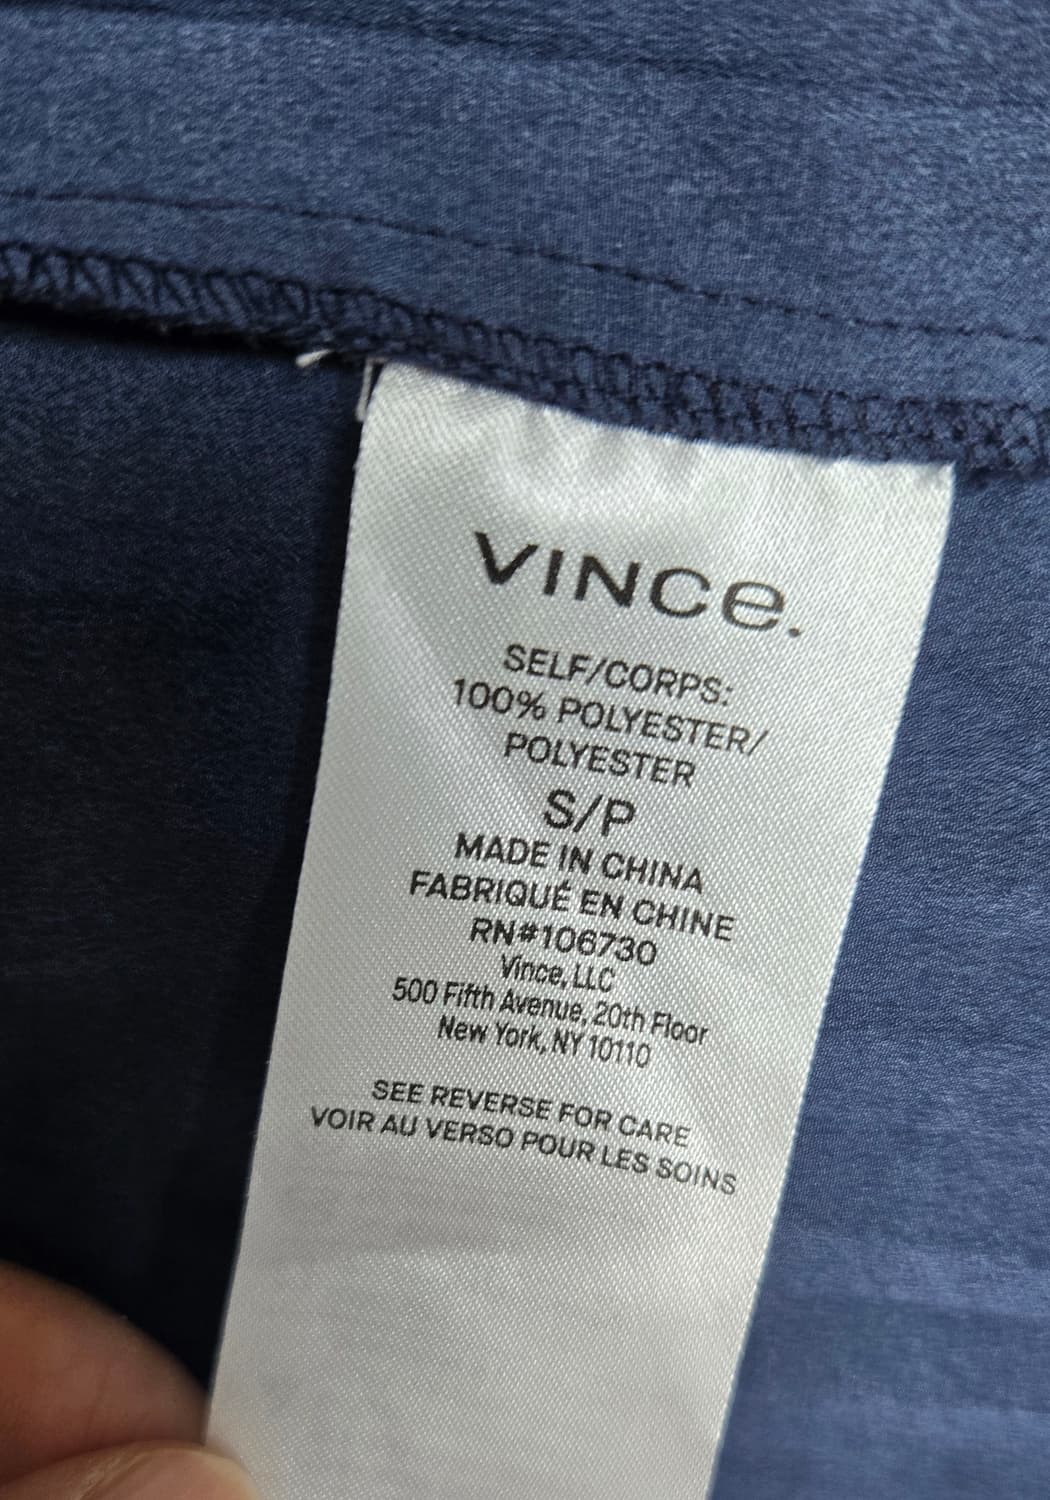 VINCe.
SELF/CORPS:
100% POLYESTER/
POLYESTER
S/P
MADE IN CHINA
FABRIQUÉ EN CHINE
RN#106730
Vince, LLC
500 Fifth Avenue, 20th Floor
New York, NY 10110
SEE REVERSE FOR CARE
VOIR AU VERSO POUR LES SOINS